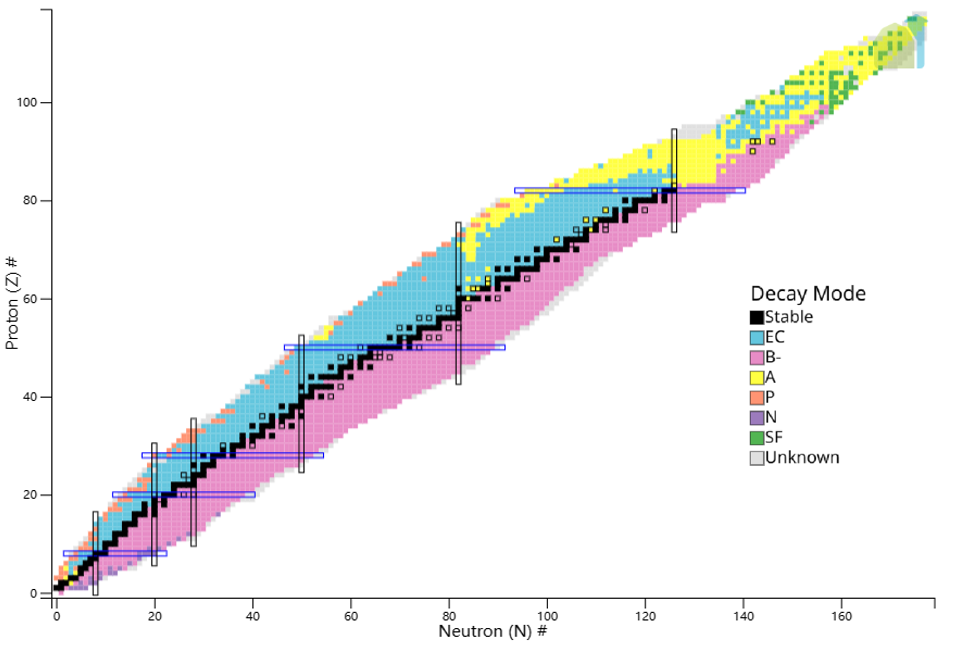 100
80
60
40
20
0
Proton (Z) #
0
20
40
60
80
100
120
140
160
Neutron (N) #
Decay Mode
Stable
EC
B-
A
P
N
SF
Unknown